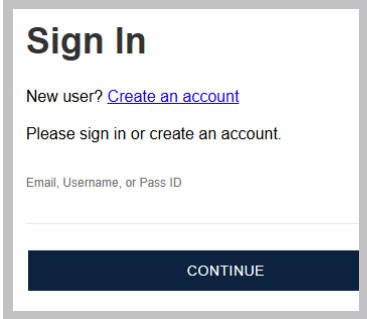 Sign In
New user? Create an account
Please sign in or create an account.
Email, Username, or Pass ID
CONTINUE